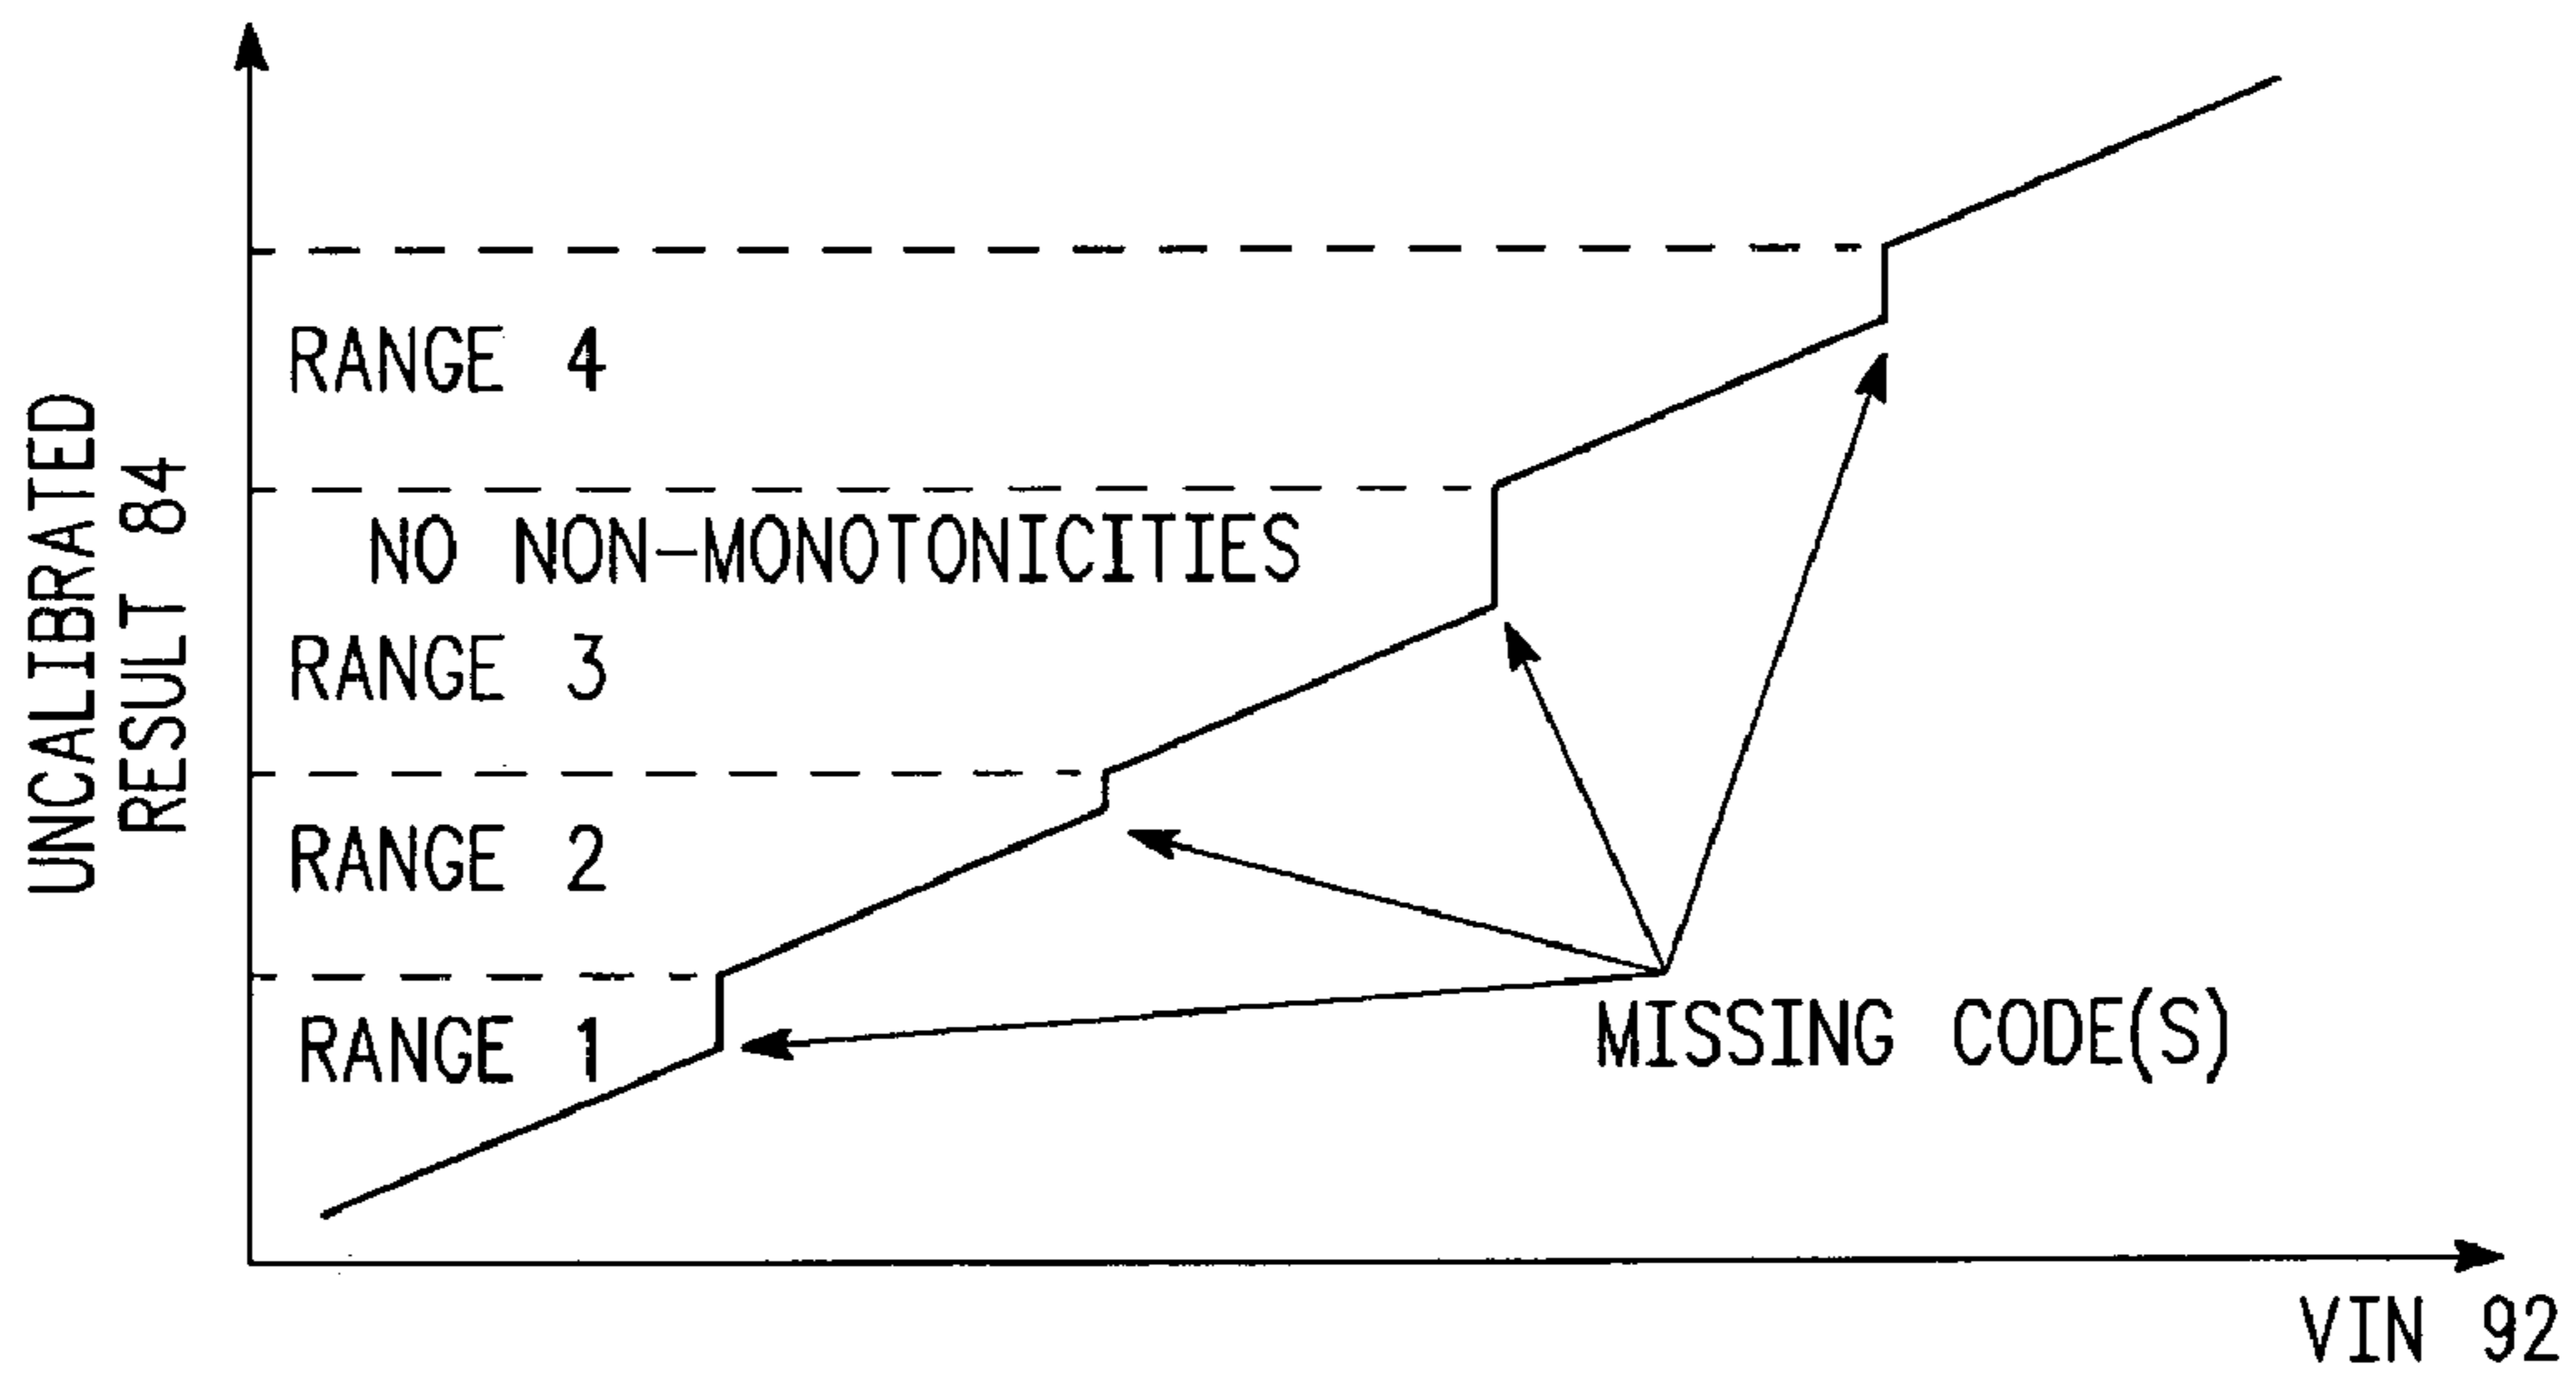 UNCALIBRATED
RESULT 84
RANGE 4
NO NON-MONOTONICITIES
RANGE 3
RANGE 2
RANGE 1
MISSING CODE(S)
VIN 92